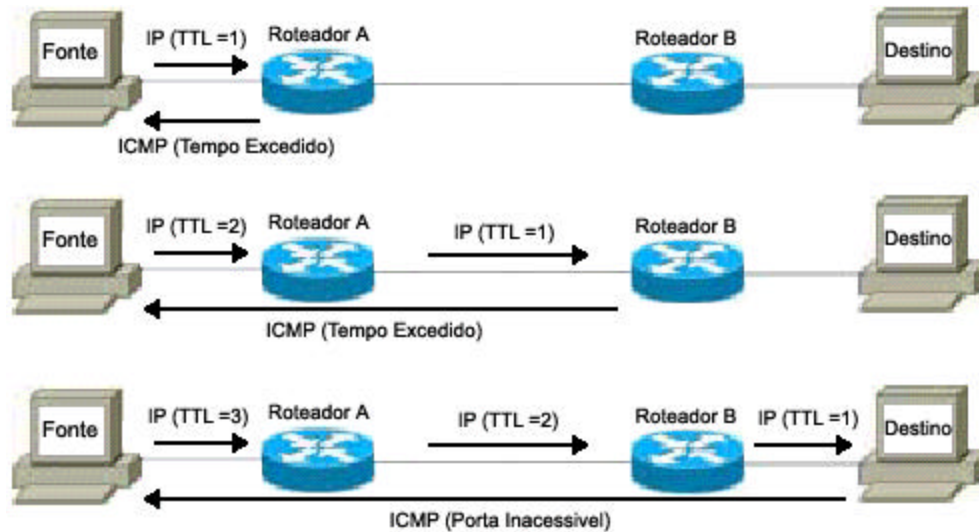 Fonte
IP (TTL =1)
Roteador A
Roteador B
Destino
ICMP (Tempo Excedido)
Fonte
IP (TTL =2)
Roteador A
IP (TTL =1)
Roteador B
Destino
ICMP (Tempo Excedido)
Fonte
IP (TTL =3)
Roteador A
IP (TTL =2)
Roteador B
IP (TTL =1)
Destino
ICMP (Porta Inacessivel)